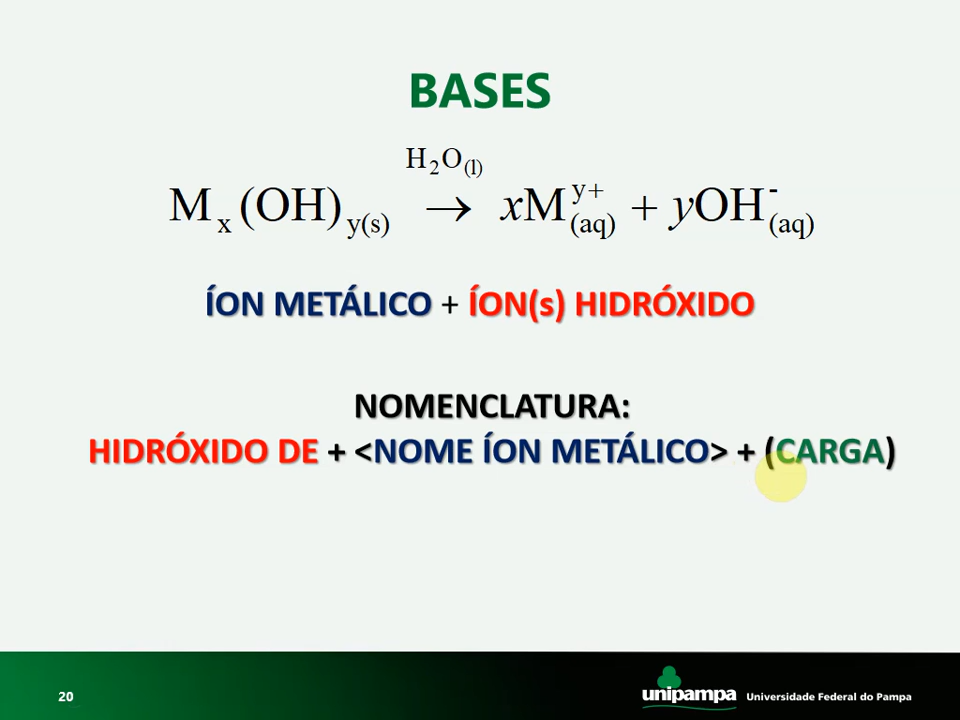 BASES
H₂O(l)
Mₓ(OH)y(s) → xM^y+(aq) + yOH^-(aq)
ÍON METÁLICO + ÍON(s) HIDRÓXIDO
NOMENCLATURA:
HIDRÓXIDO DE + <NOME ÍON METÁLICO> + (CARGA)
20
unipampa Universidade Federal do Pampa